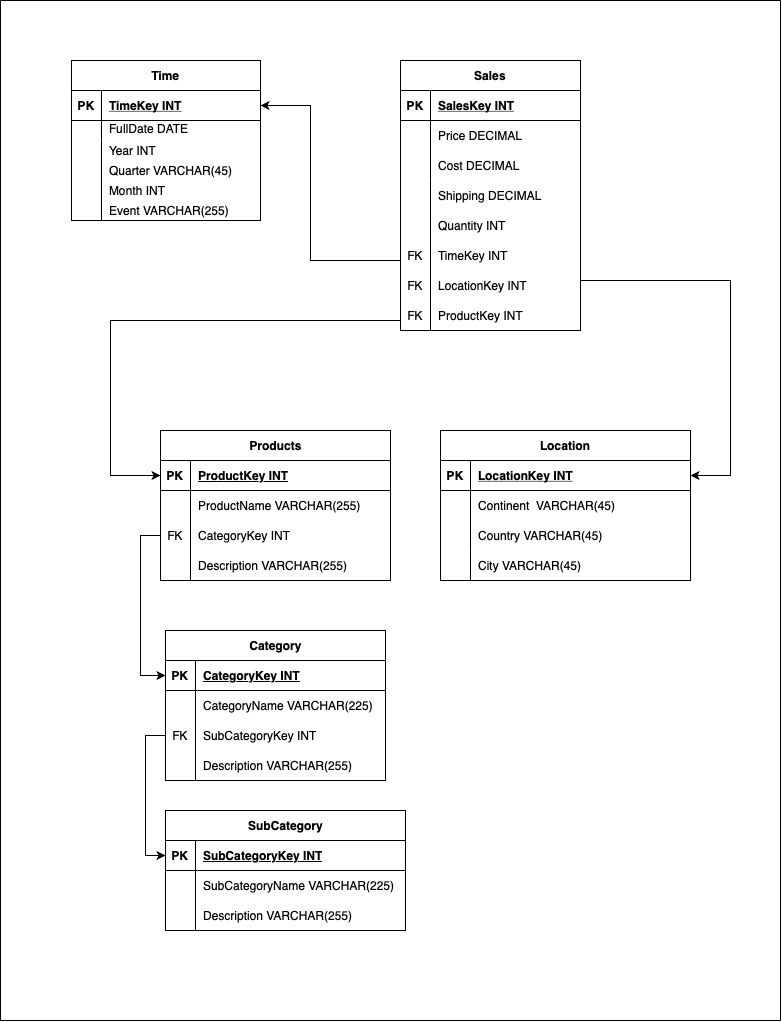 Time
PK TimeKey INT
FullDate DATE
Year INT
Quarter VARCHAR(45)
Month INT
Event VARCHAR(255)
Sales
PK SalesKey INT
Price DECIMAL
Cost DECIMAL
Shipping DECIMAL
Quantity INT
FK TimeKey INT
FK LocationKey INT
FK ProductKey INT
Products
PK ProductKey INT
ProductName VARCHAR(255)
FK CategoryKey INT
Description VARCHAR(255)
Location
PK LocationKey INT
Continent  VARCHAR(45)
Country VARCHAR(45)
City VARCHAR(45)
Category
PK CategoryKey INT
CategoryName VARCHAR(225)
FK SubCategoryKey INT
Description VARCHAR(255)
SubCategory
PK SubCategoryKey INT
SubCategoryName VARCHAR(225)
Description VARCHAR(255)